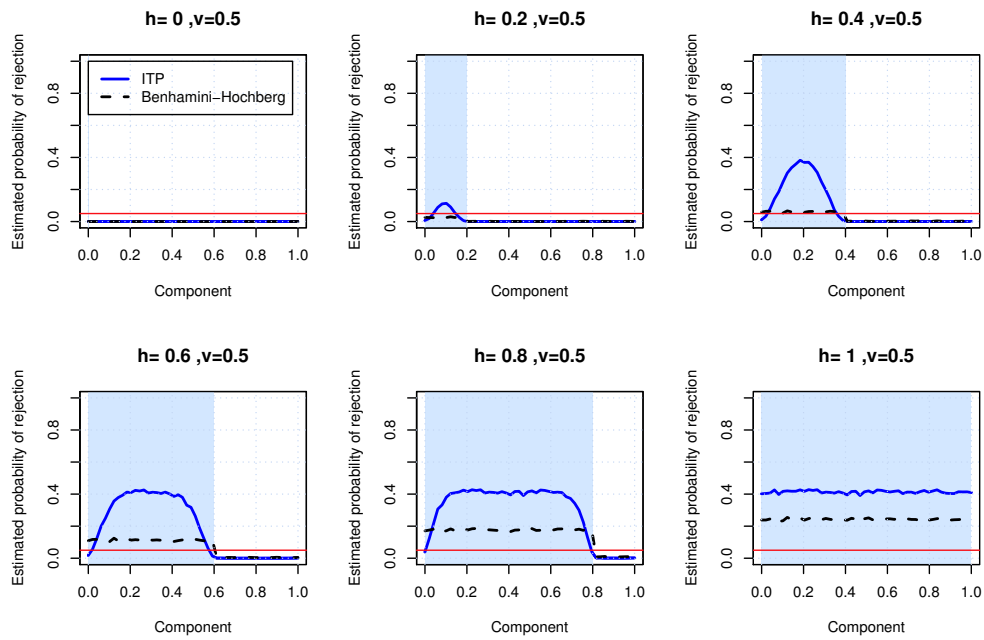 h= 0 ,v=0.5
Estimated probability of rejection
0.0 0.4 0.8
ITP
Benhamini−Hochberg
0.0 0.2 0.4 0.6 0.8 1.0
Component
h= 0.2 ,v=0.5
Estimated probability of rejection
0.0 0.4 0.8
0.0 0.2 0.4 0.6 0.8 1.0
Component
h= 0.4 ,v=0.5
Estimated probability of rejection
0.0 0.4 0.8
0.0 0.2 0.4 0.6 0.8 1.0
Component
h= 0.6 ,v=0.5
Estimated probability of rejection
0.0 0.4 0.8
0.0 0.2 0.4 0.6 0.8 1.0
Component
h= 0.8 ,v=0.5
Estimated probability of rejection
0.0 0.4 0.8
0.0 0.2 0.4 0.6 0.8 1.0
Component
h= 1 ,v=0.5
Estimated probability of rejection
0.0 0.4 0.8
0.0 0.2 0.4 0.6 0.8 1.0
Component